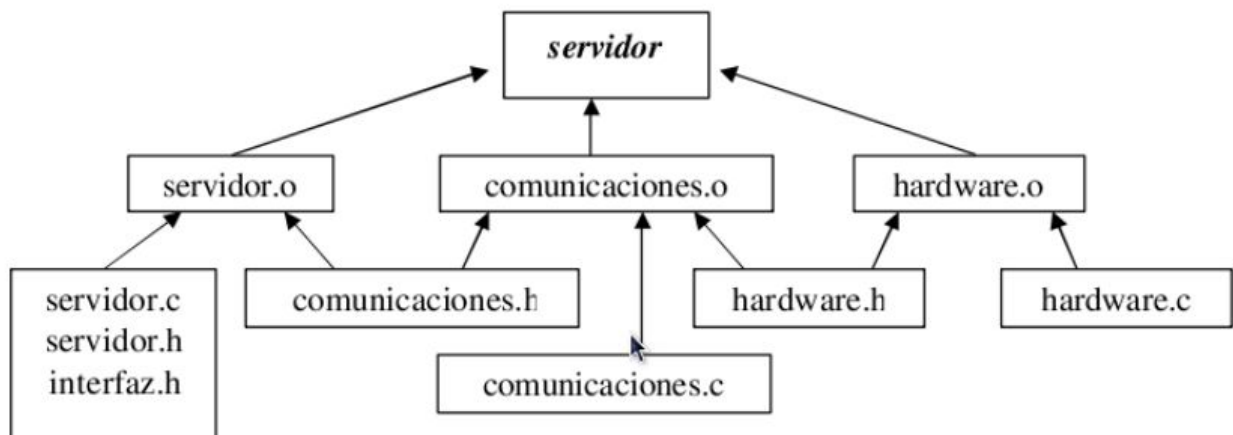 servidor
servidor.o
comunicaciones.o
hardware.o
servidor.c
servidor.h
interfaz.h
comunicaciones.h
hardware.h
hardware.c
comunicaciones.c